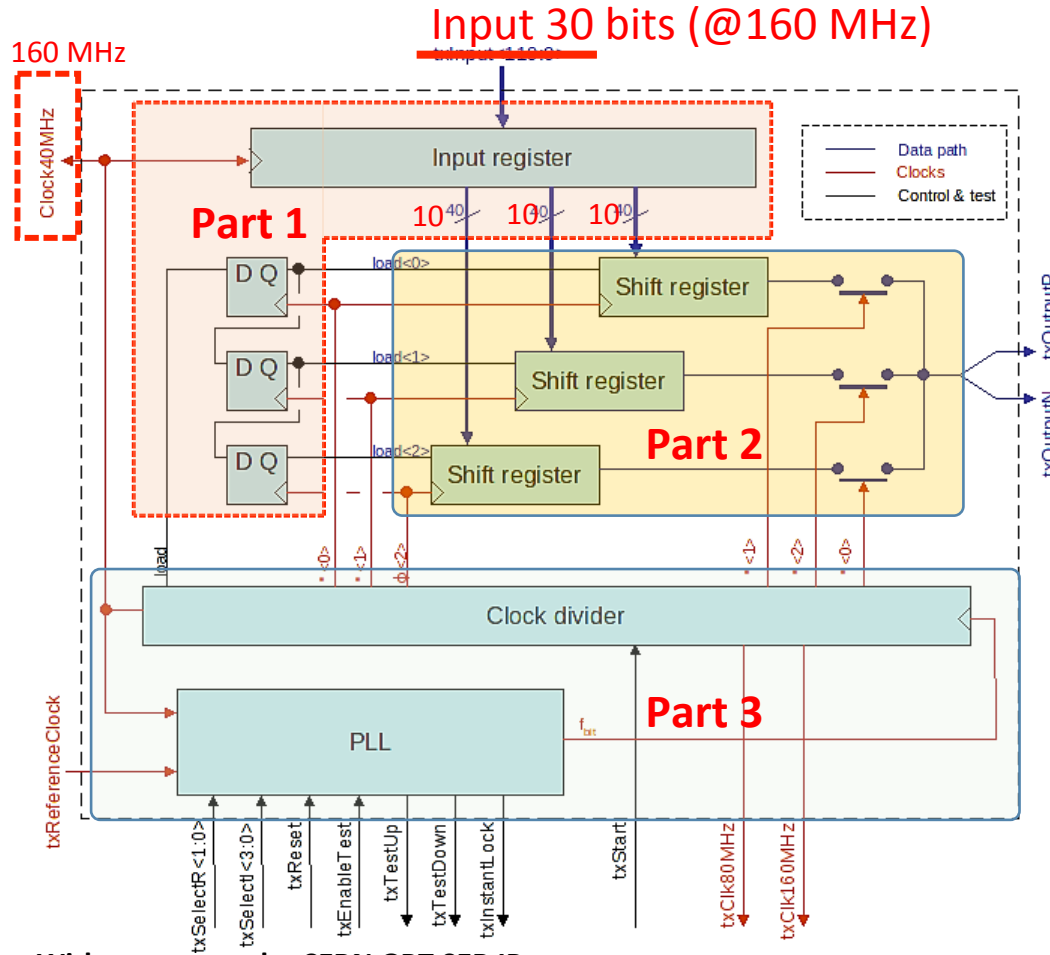 Input 30 bits (@160 MHz)
160 MHz
Clock40MHz
Input register
Data path
Clocks
Control & test
Part 1
10 40
10 40
10 40
D Q
load<0>
Shift register
D Q
load<1>
Shift register
D Q
load<2>
Shift register
Part 2
txOutputP
txOutputN
load
<0>
<1>
ϕ<2>
<1>
<2>
<0>
Clock divider
Part 3
PLL
f bit
txReferenceClock
txSelectR<1:0>
txSelectI<3:0>
txReset
txEnableTest
txTestUp
txTestDown
txInstantLock
txStart
txClk80MHz
txClk160MHz